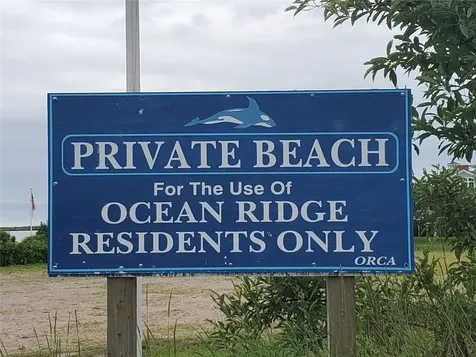 PRIVATE BEACH
For The Use Of
OCEAN RIDGE
RESIDENTS ONLY
ORCA